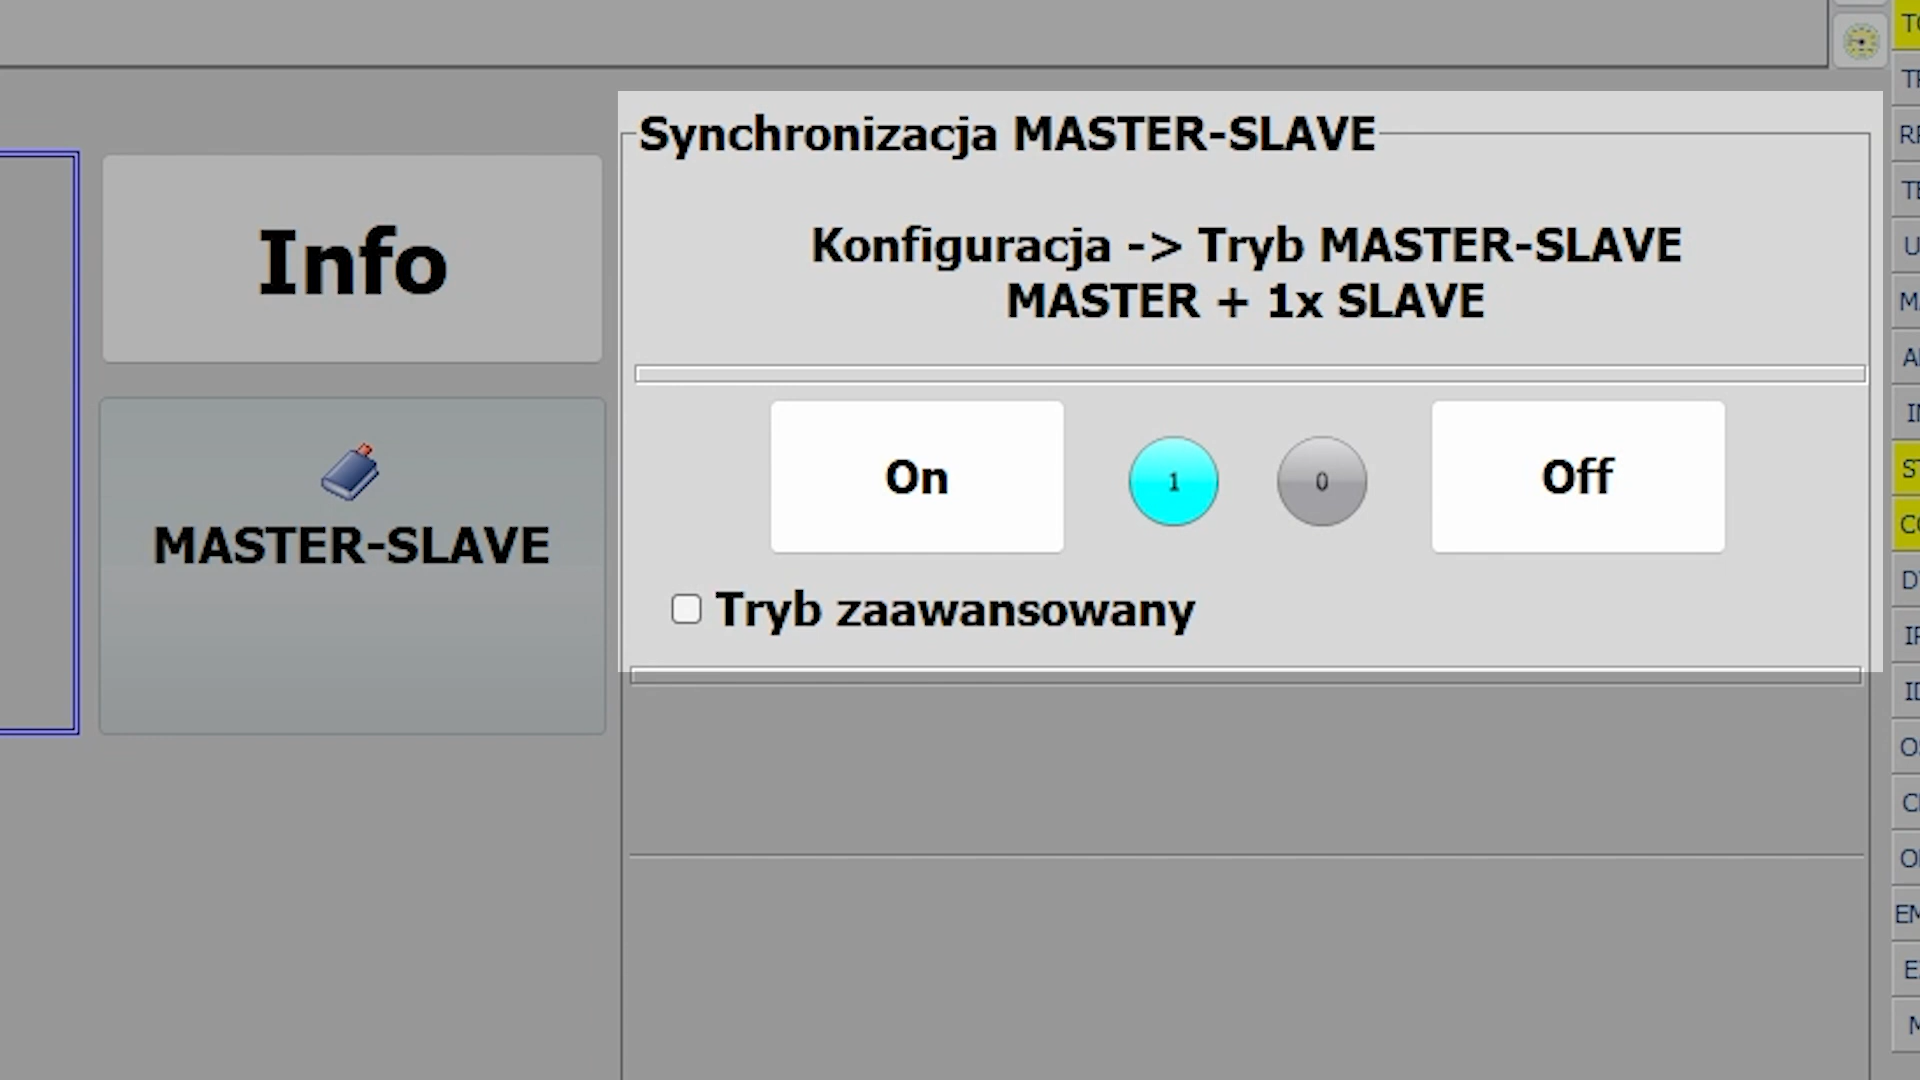 Info
MASTER-SLAVE
Synchronizacja MASTER-SLAVE
Konfiguracja -> Tryb MASTER-SLAVE
MASTER + 1x SLAVE
On
1
0
Off
Tryb zaawansowany